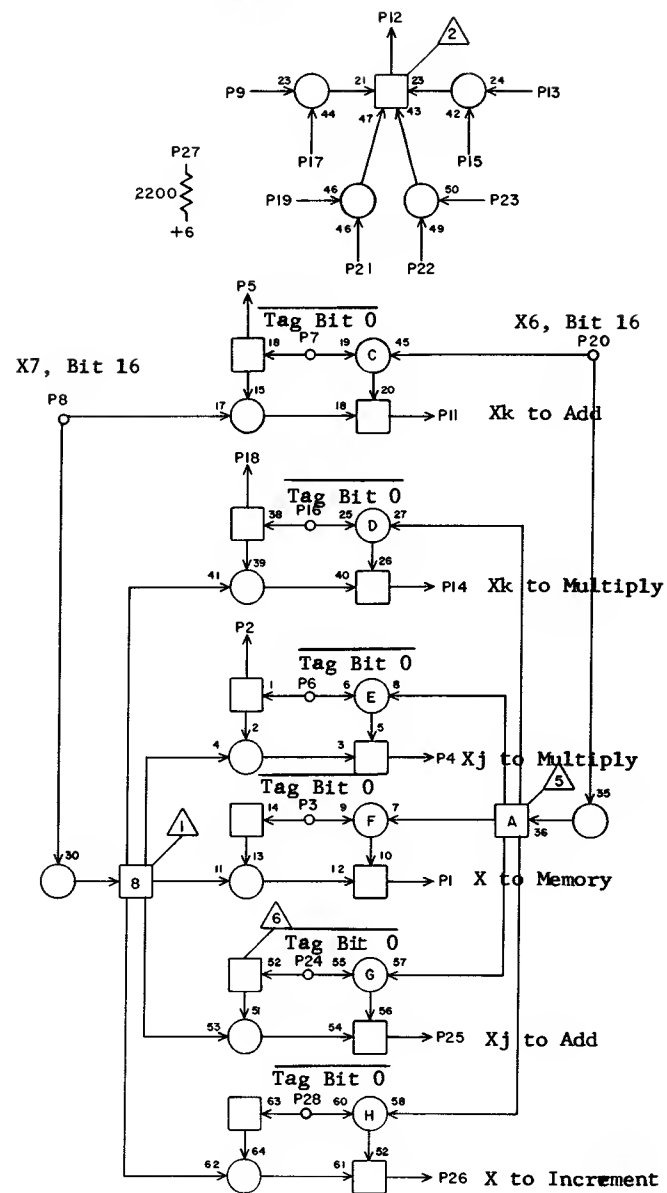 P12
2
P9 23 21 23 24 P13
44 47 43 42
P17 P15
P27
2200
+6
P19 46 50 P23
46 49
P21 P22
P5
Tag Bit 0
X6, Bit 16
P20
X7, Bit 16
P8
18 P7 19 C 45
15 20
17 18 P11 Xk to Add
P18
Tag Bit 0
38 P16 25 D 27
39 26
41 40 P14 Xk to Multiply
P2
Tag Bit 0
1 P6 6 E 8
2 5
4 3 P4 Xj to Multiply
Tag Bit 0
5
35
14 P3 9 F 7 A 36
1
13 10
30 8 11 12 P1 X to Memory
6
Tag Bit 0
52 P24 55 G 57
51 56
53 54 P25 Xj to Add
Tag Bit 0
63 P28 60 H 58
64 52
62 61 P26 X to Increment